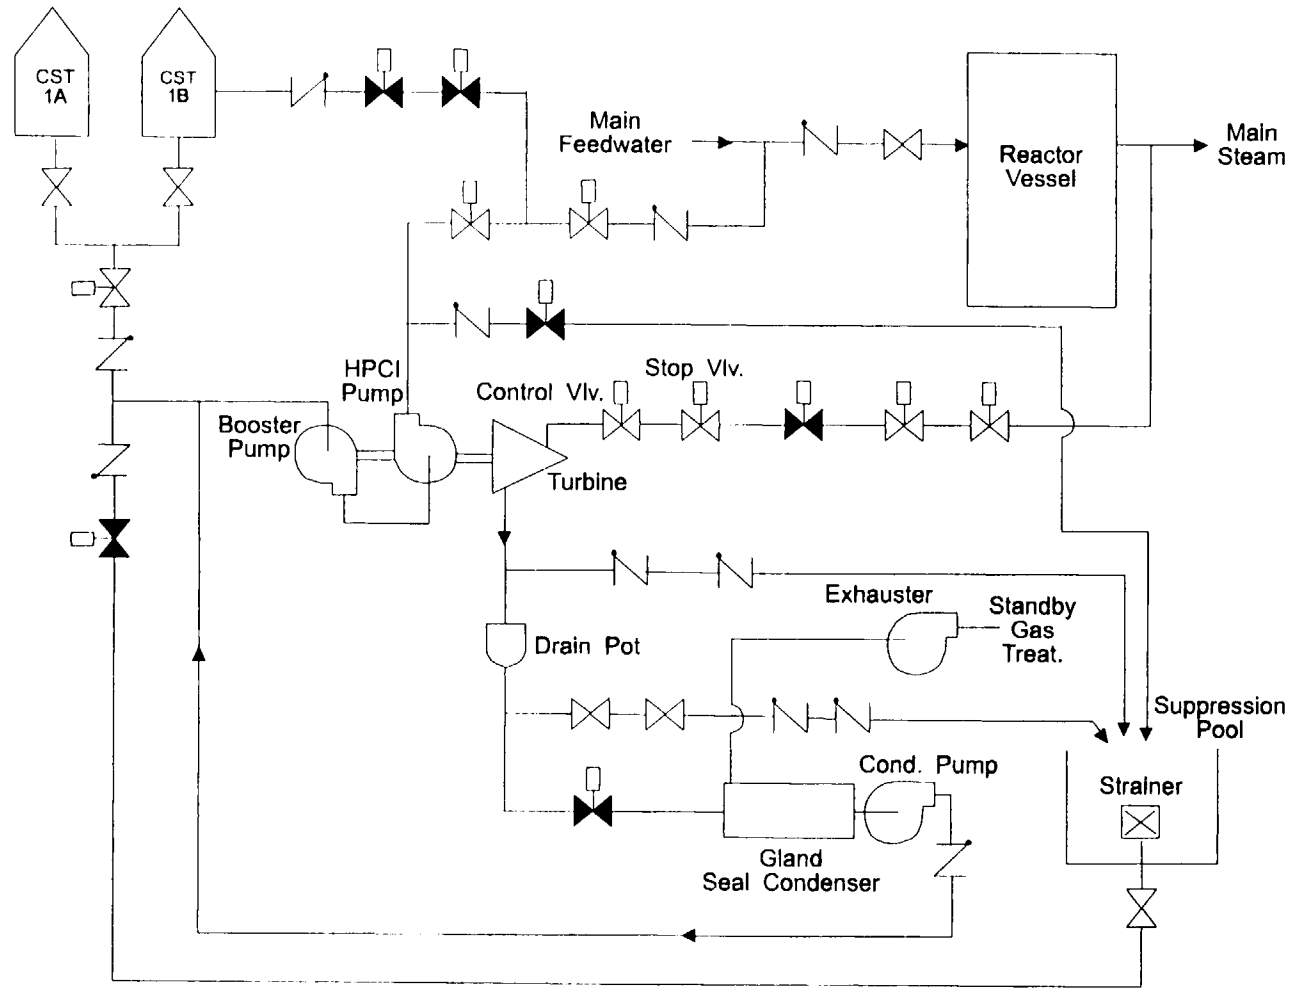 CST
1A
CST
1B
Main
Feedwater
Reactor
Vessel
Main
Steam
HPCI
Pump
Control Vlv.
Stop Vlv.
Booster
Pump
Turbine
Exhauster
Standby
Gas
Treat.
Drain Pot
Suppression
Pool
Cond. Pump
Strainer
Gland
Seal Condenser